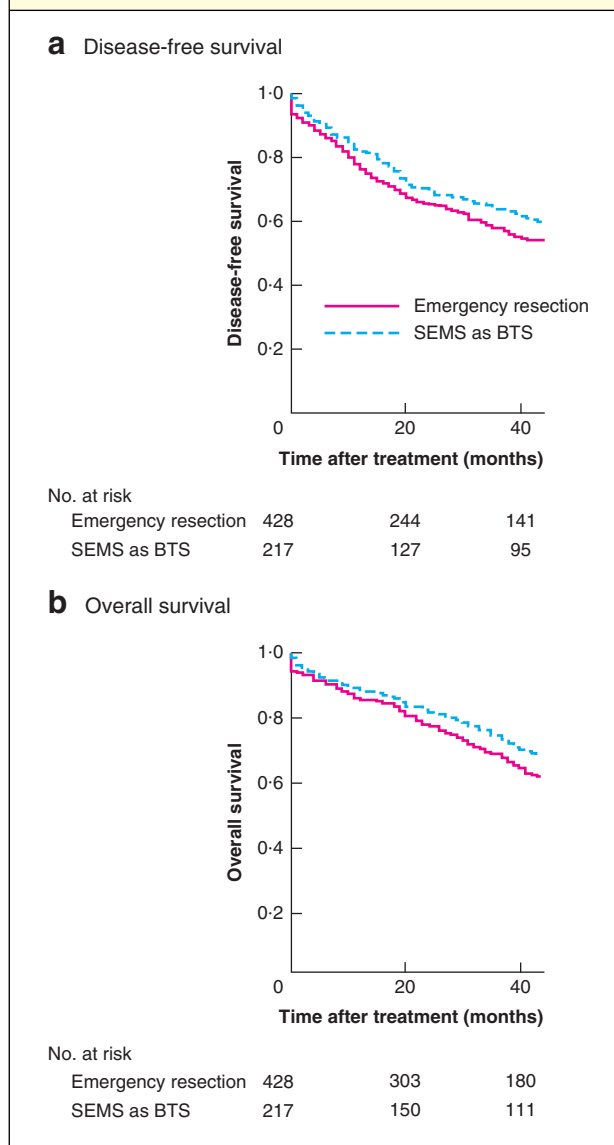 a Disease-free survival
1·0
0·8
0·6
0·4
0·2
0 20 40
Disease-free survival
Emergency resection
SEMS as BTS
Time after treatment (months)
No. at risk
Emergency resection 428 244 141
SEMS as BTS 217 127 95
b Overall survival
1·0
0·8
0·6
0·4
0·2
0 20 40
Overall survival
Time after treatment (months)
No. at risk
Emergency resection 428 303 180
SEMS as BTS 217 150 111